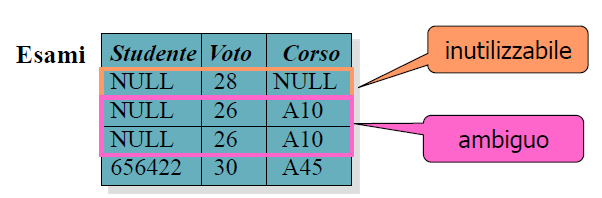 Esami
Studente Voto Corso
NULL 28 NULL
NULL 26 A10
NULL 26 A10
656422 30 A45
inutilizzabile
ambiguo